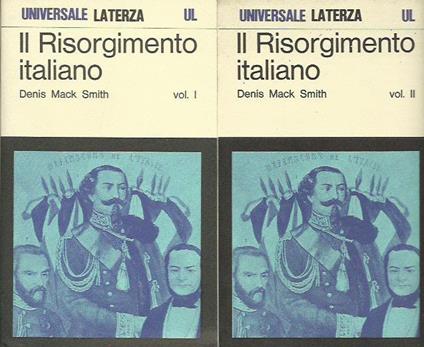 UNIVERSALE LATERZA UL
Il Risorgimento
italiano
Denis Mack Smith vol. I
UNIVERSALE LATERZA UL
Il Risorgimento
italiano
Denis Mack Smith vol. II